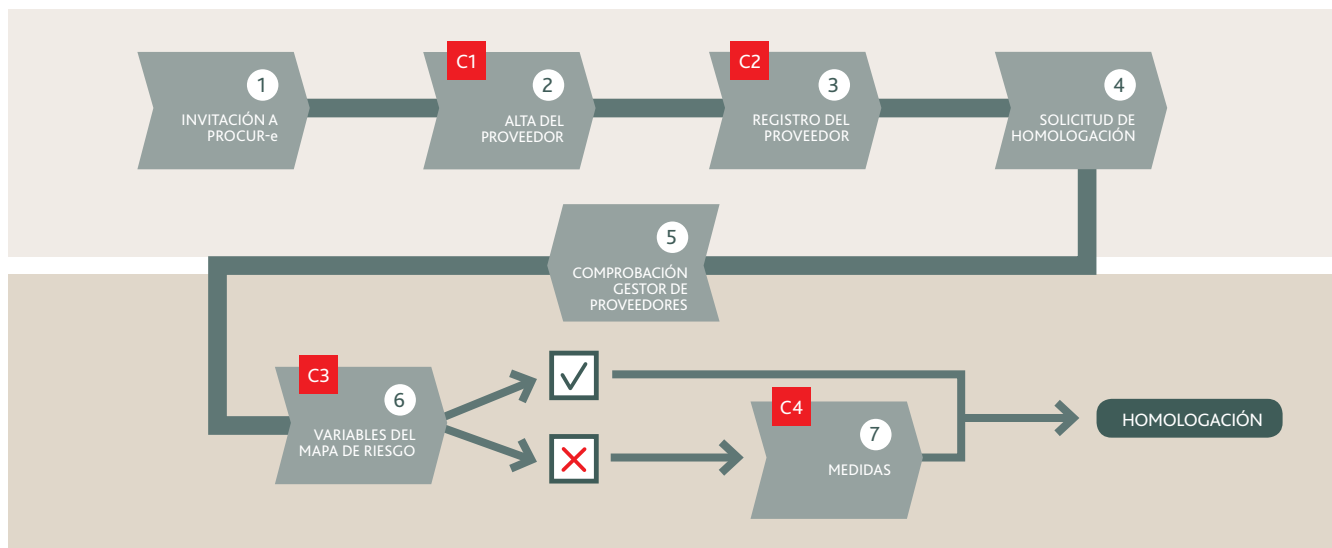 1
INVITACIÓN A
PROCUR-e
C1
2
ALTA DEL
PROVEEDOR
C2
3
REGISTRO DEL
PROVEEDOR
4
SOLICITUD DE
HOMOLOGACIÓN
5
COMPROBACIÓN
GESTOR DE
PROVEEDORES
C3
6
VARIABLES DEL
MAPA DE RIESGO
C4
7
MEDIDAS
HOMOLOGACIÓN